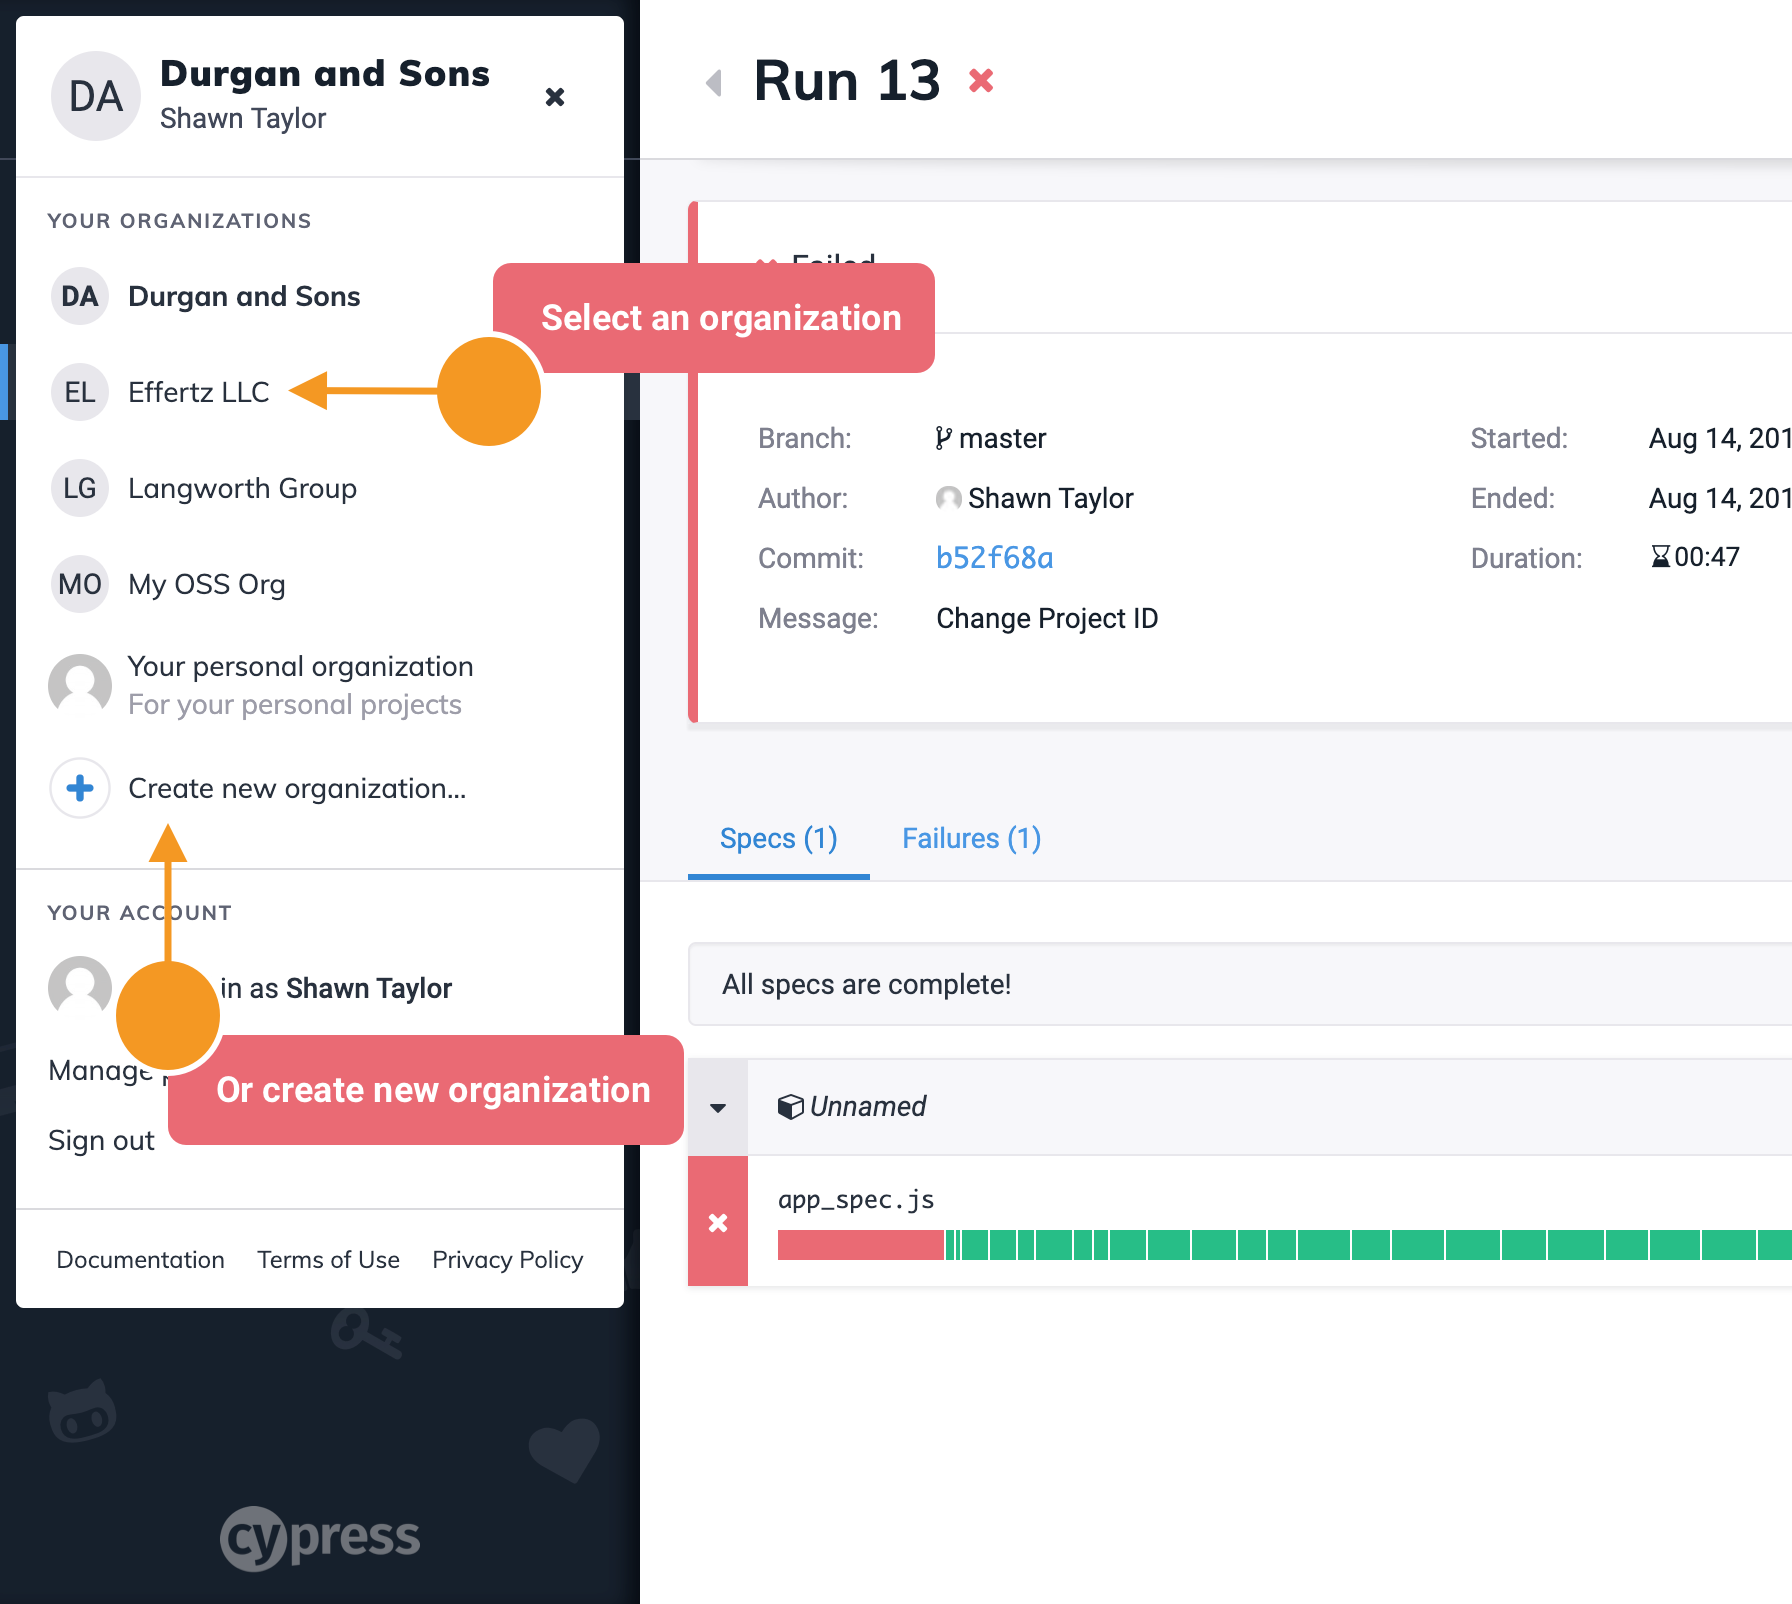 DA
Durgan and Sons
Shawn Taylor
YOUR ORGANIZATIONS
DA Durgan and Sons
EL Effertz LLC
LG Langworth Group
MO My OSS Org
Your personal organization
For your personal projects
Create new organization...
YOUR ACCOUNT
in as Shawn Taylor
Manage
Sign out
Documentation Terms of Use Privacy Policy
cypress
Select an organization
Or create new organization
Run 13
Failed
Branch: master
Author: Shawn Taylor
Commit: b52f68a
Message: Change Project ID
Started: Aug 14, 201
Ended: Aug 14, 201
Duration: 00:47
Specs (1) Failures (1)
All specs are complete!
Unnamed
app_spec.js